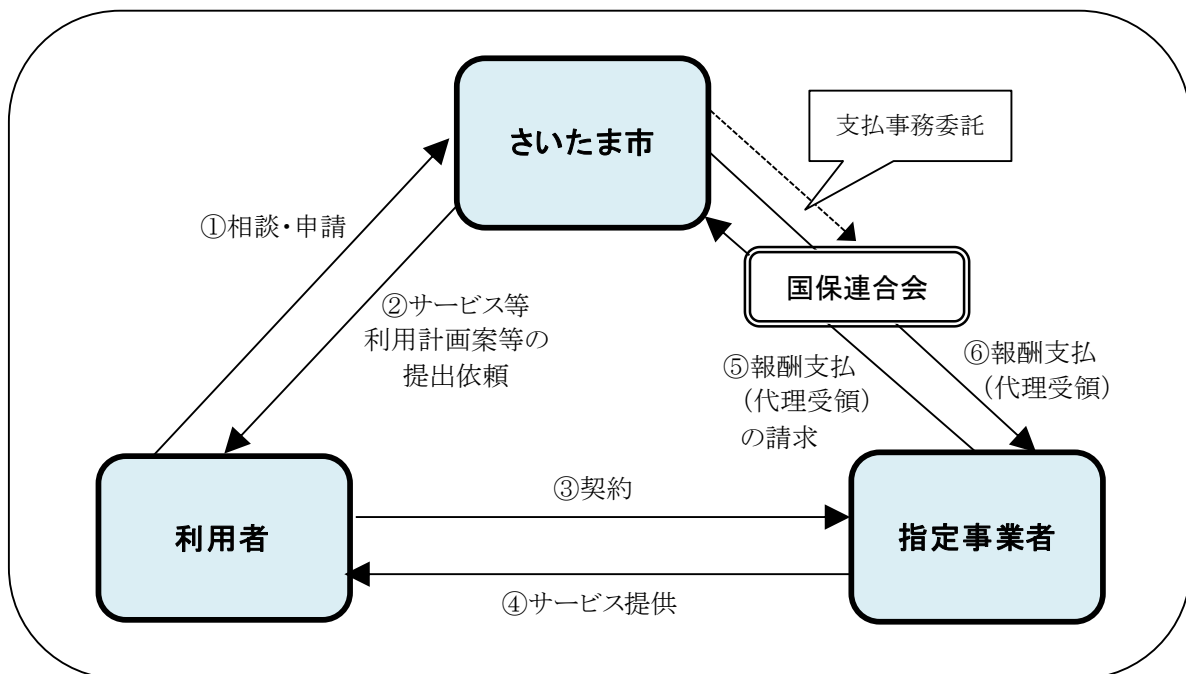 さいたま市
支払事務委託
①相談・申請
国保連合会
②サービス等
利用計画案等の
提出依頼
⑤報酬支払
(代理受領)
の請求
⑥報酬支払
(代理受領)
③契約
利用者
指定事業者
④サービス提供